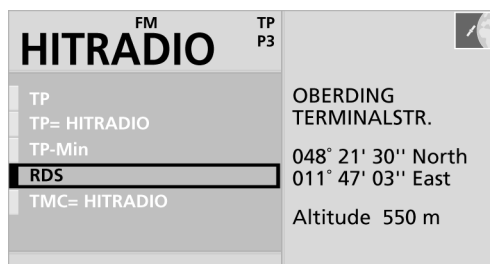 FM
TP
HITRADIO
P3
TP
TP= HITRADIO
TP-Min
RDS
TMC= HITRADIO
OBERDING
TERMINALSTR.
048° 21' 30'' North
011° 47' 03'' East
Altitude 550 m